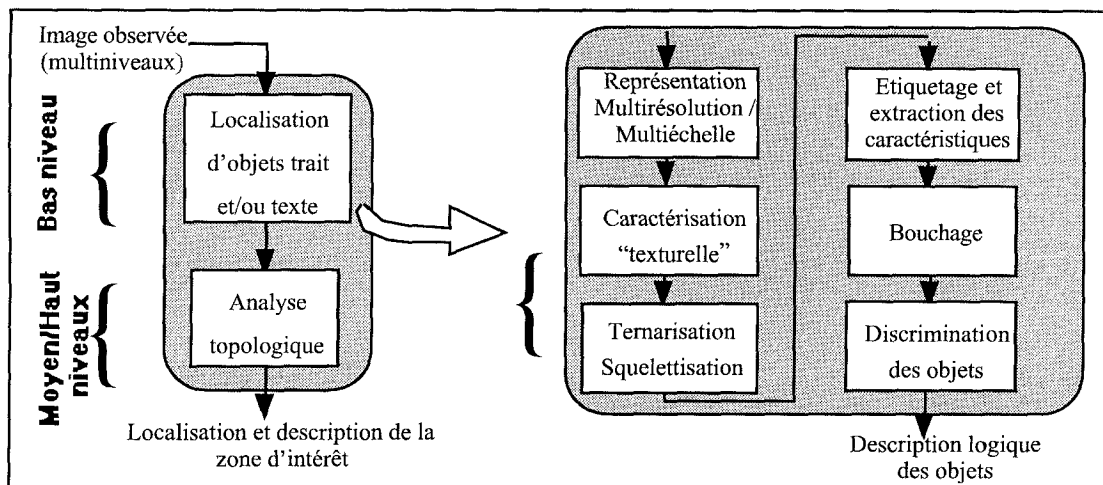 Image observée
(multiniveaux)
Bas niveau
Localisation
d'objets trait
et/ou texte
Moyen/Haut
niveaux
Analyse
topologique
Localisation et description de la
zone d'intérêt
Représentation
Multirésolution /
Multiéchelle
Caractérisation
“texturelle”
Ternarisation
Squelettisation
Etiquetage et
extraction des
caractéristiques
Bouchage
Discrimination
des objets
Description logique
des objets